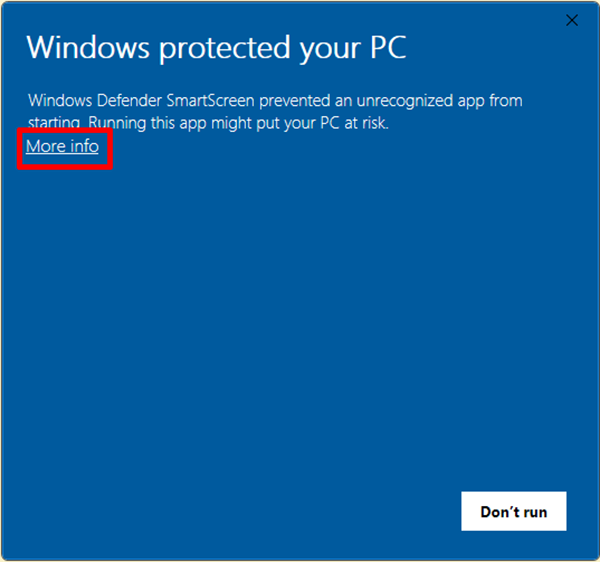 Windows protected your PC
Windows Defender SmartScreen prevented an unrecognized app from
starting. Running this app might put your PC at risk.
More info
Don't run